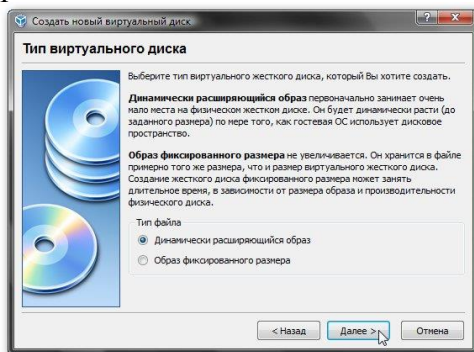 Создать новый виртуальный диск
Тип виртуального диска
Выберите тип виртуального жесткого диска, который Вы хотите создать.
Динамически расширяющийся образ первоначально занимает очень
мало места на физическом жестком диске. Он будет динамически расти (до
заданного размера) по мере того, как гостевая ОС использует дисковое
пространство.
Образ фиксированного размера не увеличивается. Он хранится в файле
примерно того же размера, что и размер виртуального жесткого диска.
Создание жесткого диска фиксированного размера может занять
длительное время, в зависимости от размера образа и производительности
физического диска.
Тип файла
Динамически расширяющийся образ
Образ фиксированного размера
< Назад Далее > Отмена